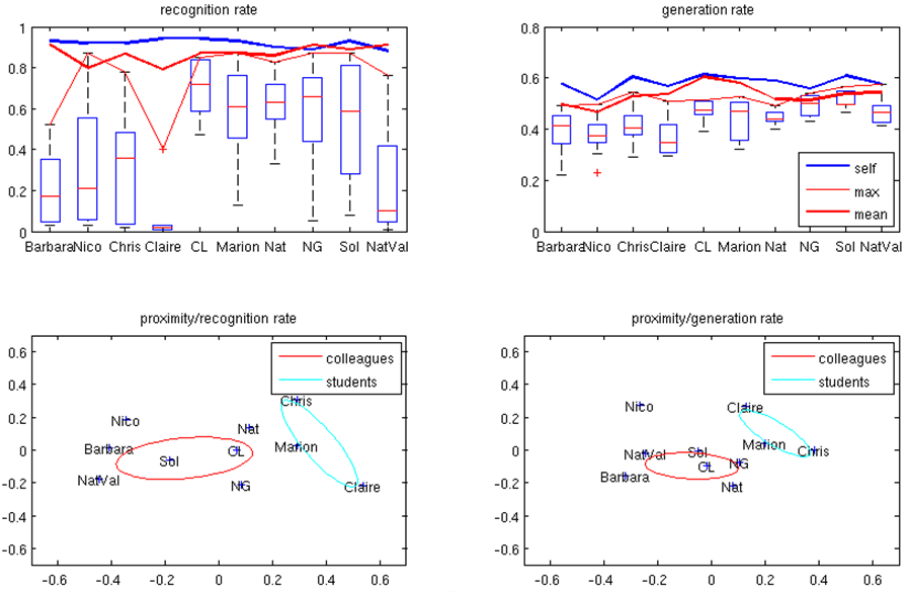 recognition rate
1
0.8
0.6
0.4
0.2
0
Barbara Nico Chris Claire CL Marion Nat NG Sol NatVal
generation rate
0.8
0.6
0.4
0.2
0
self
max
mean
Barbara Nico Chris Claire CL Marion Nat NG Sol NatVal
proximity/recognition rate
0.6
0.4
0.2
0
-0.2
-0.4
-0.6
colleagues
students
Chris
Nico
Nat
Barbara
Marion
CL
Sol
NatVal
NG
Claire
-0.6 -0.4 -0.2 0 0.2 0.4 0.6
proximity/generation rate
0.6
0.4
0.2
0
-0.2
-0.4
-0.6
colleagues
students
Nico
Claire
Marion
NatVal
Sol
Chris
CL
NG
Barbara
Nat
-0.6 -0.4 -0.2 0 0.2 0.4 0.6